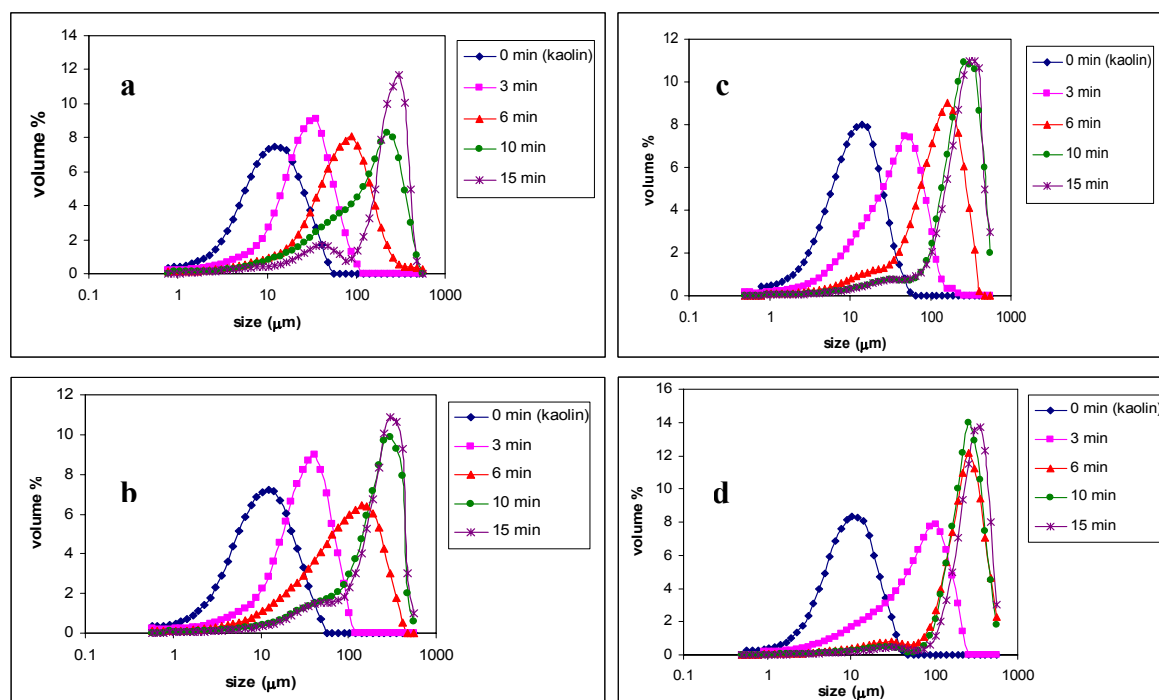 a
14
12
10
8
6
4
2
0
volume %
0.1 1 10 100 1000
size (μm)
0 min (kaolin)
3 min
6 min
10 min
15 min
c
12
10
8
6
4
2
0
volume %
0.1 1 10 100 1000
size (μm)
0 min (kaolin)
3 min
6 min
10 min
15 min
b
12
10
8
6
4
2
0
volume %
0.1 1 10 100 1000
size (μm)
0 min (kaolin)
3 min
6 min
10 min
15 min
d
16
14
12
10
8
6
4
2
0
volume %
0.1 1 10 100 1000
size (μm)
0 min (kaolin)
3 min
6 min
10 min
15 min